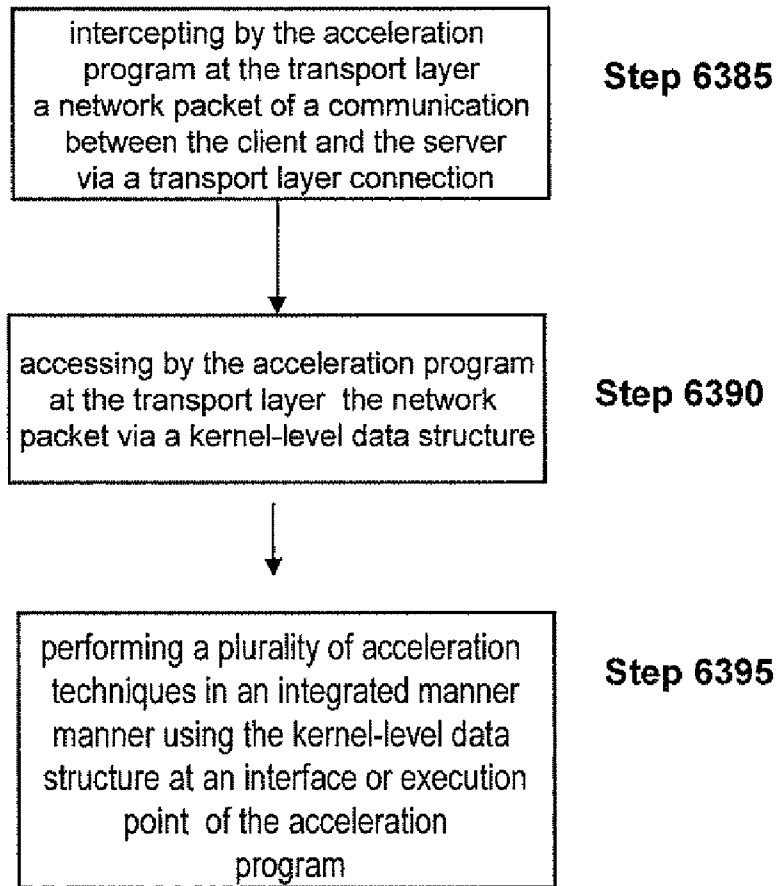 intercepting by the acceleration
program at the transport layer
a network packet of a communication
between the client and the server
via a transport layer connection
Step 6385
accessing by the acceleration program
at the transport layer the network
packet via a kernel-level data structure
Step 6390
performing a plurality of acceleration
techniques in an integrated manner
manner using the kernel-level data
structure at an interface or execution
point of the acceleration
program
Step 6395